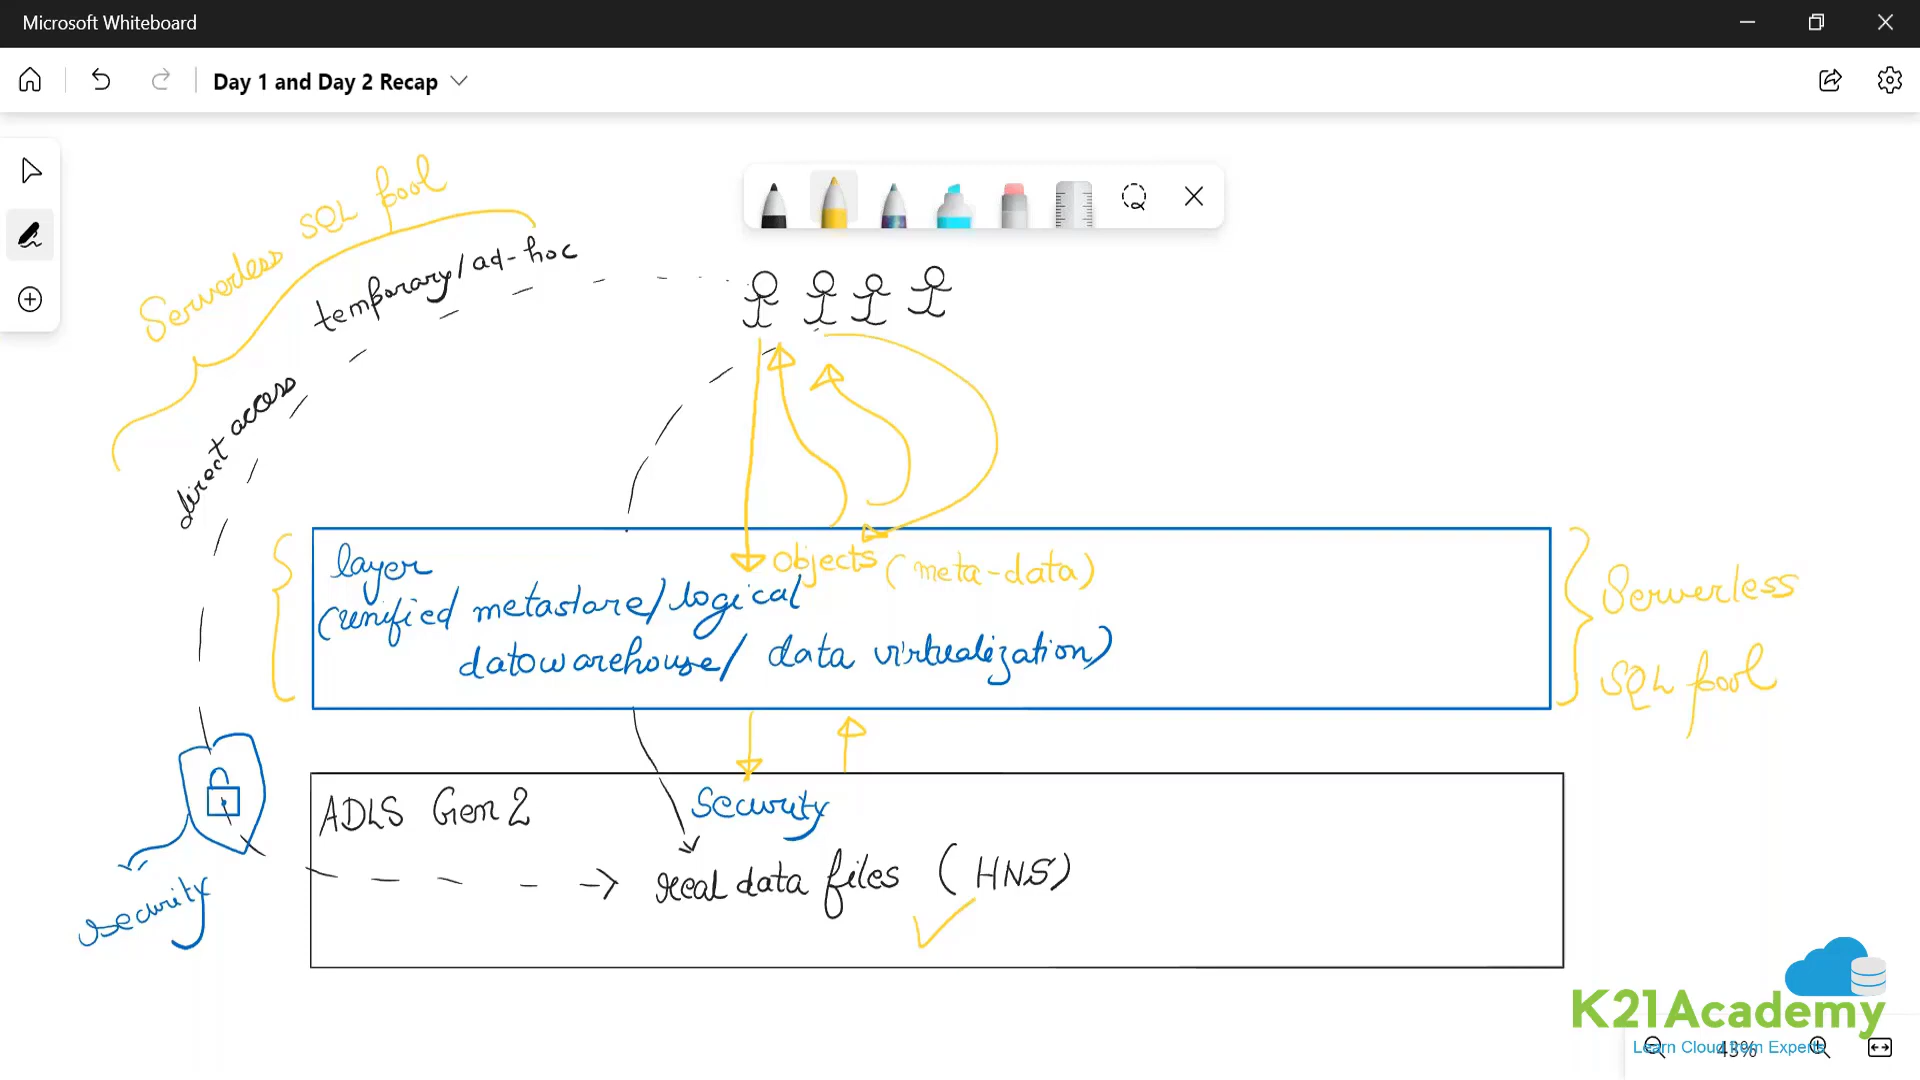 Microsoft Whiteboard
Day 1 and Day 2 Recap
Serverless SQL pool
temporary/ad-hoc
direct access
layer
Objects (meta-data)
(unified metastore/logical
datawarehouse/ data virtualization)
Serverless
SQL pool
ADLS Gen2
Security
real data files (HNS)
security
K21Academy
Learn Cloud from Experts
43%